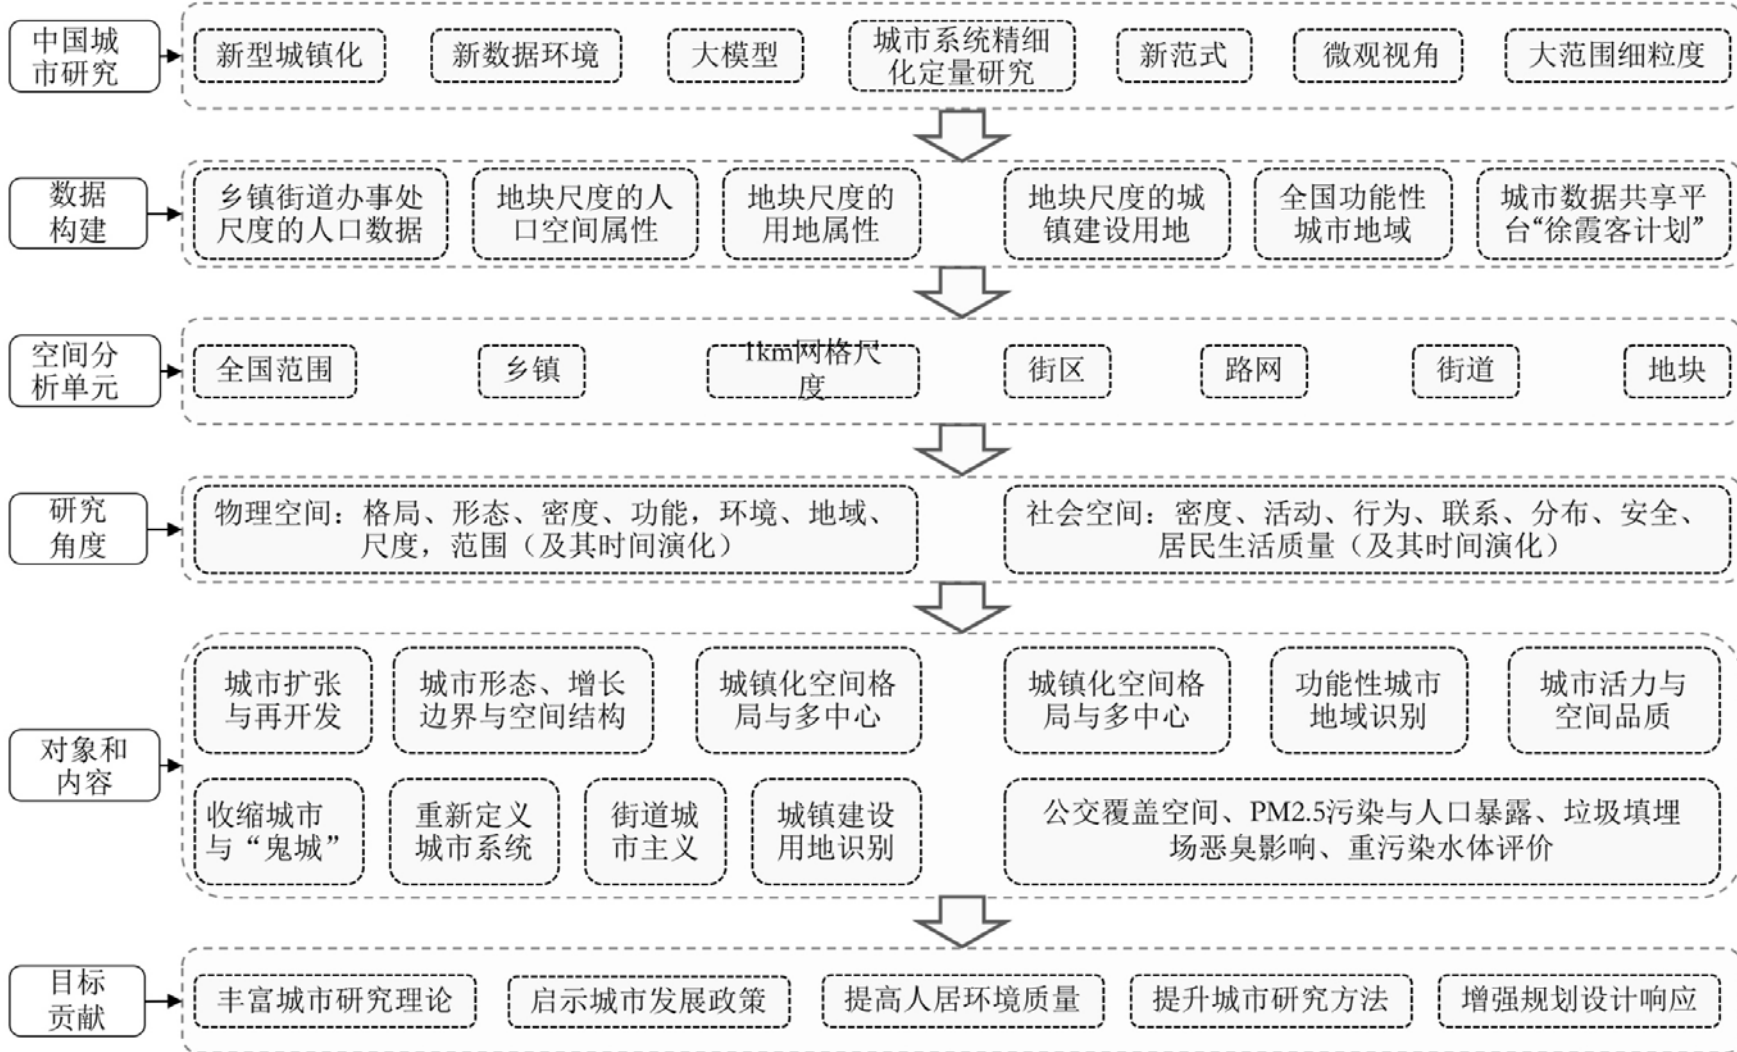 中国城
市研究
新型城镇化
新数据环境
大模型
城市系统精细
化定量研究
新范式
微观视角
大范围细粒度
数据
构建
乡镇街道办事处
尺度的人口数据
地块尺度的人
口空间属性
地块尺度的
用地属性
地块尺度的城
镇建设用地
全国功能性
城市地域
城市数据共享平
台“徐霞客计划”
空间分
析单元
全国范围
乡镇
1km网格尺
度
街区
路网
街道
地块
研究
角度
物理空间：格局、形态、密度、功能，环境、地域、
尺度，范围（及其时间演化）
社会空间：密度、活动、行为、联系、分布、安全、
居民生活质量（及其时间演化）
对象和
内容
城市扩张
与再开发
城市形态、增长
边界与空间结构
城镇化空间格
局与多中心
城镇化空间格
局与多中心
功能性城市
地域识别
城市活力与
空间品质
收缩城市
与“鬼城”
重新定义
城市系统
街道城
市主义
城镇建设
用地识别
公交覆盖空间、PM2.5污染与人口暴露、垃圾填埋
场恶臭影响、重污染水体评价
目标
贡献
丰富城市研究理论
启示城市发展政策
提高人居环境质量
提升城市研究方法
增强规划设计响应